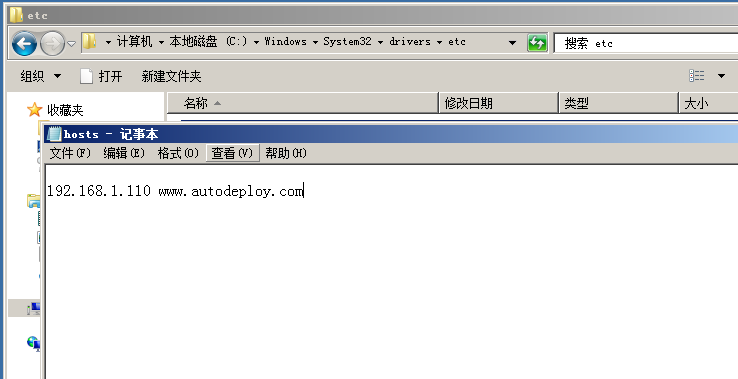 etc
计算机 本地磁盘 (C:) Windows System32 drivers etc
搜索 etc
组织 打开 新建文件夹
收藏夹
名称 修改日期 类型 大小
hosts - 记事本
文件(F) 编辑(E) 格式(O) 查看(V) 帮助(H)
192.168.1.110 www.autodeploy.com